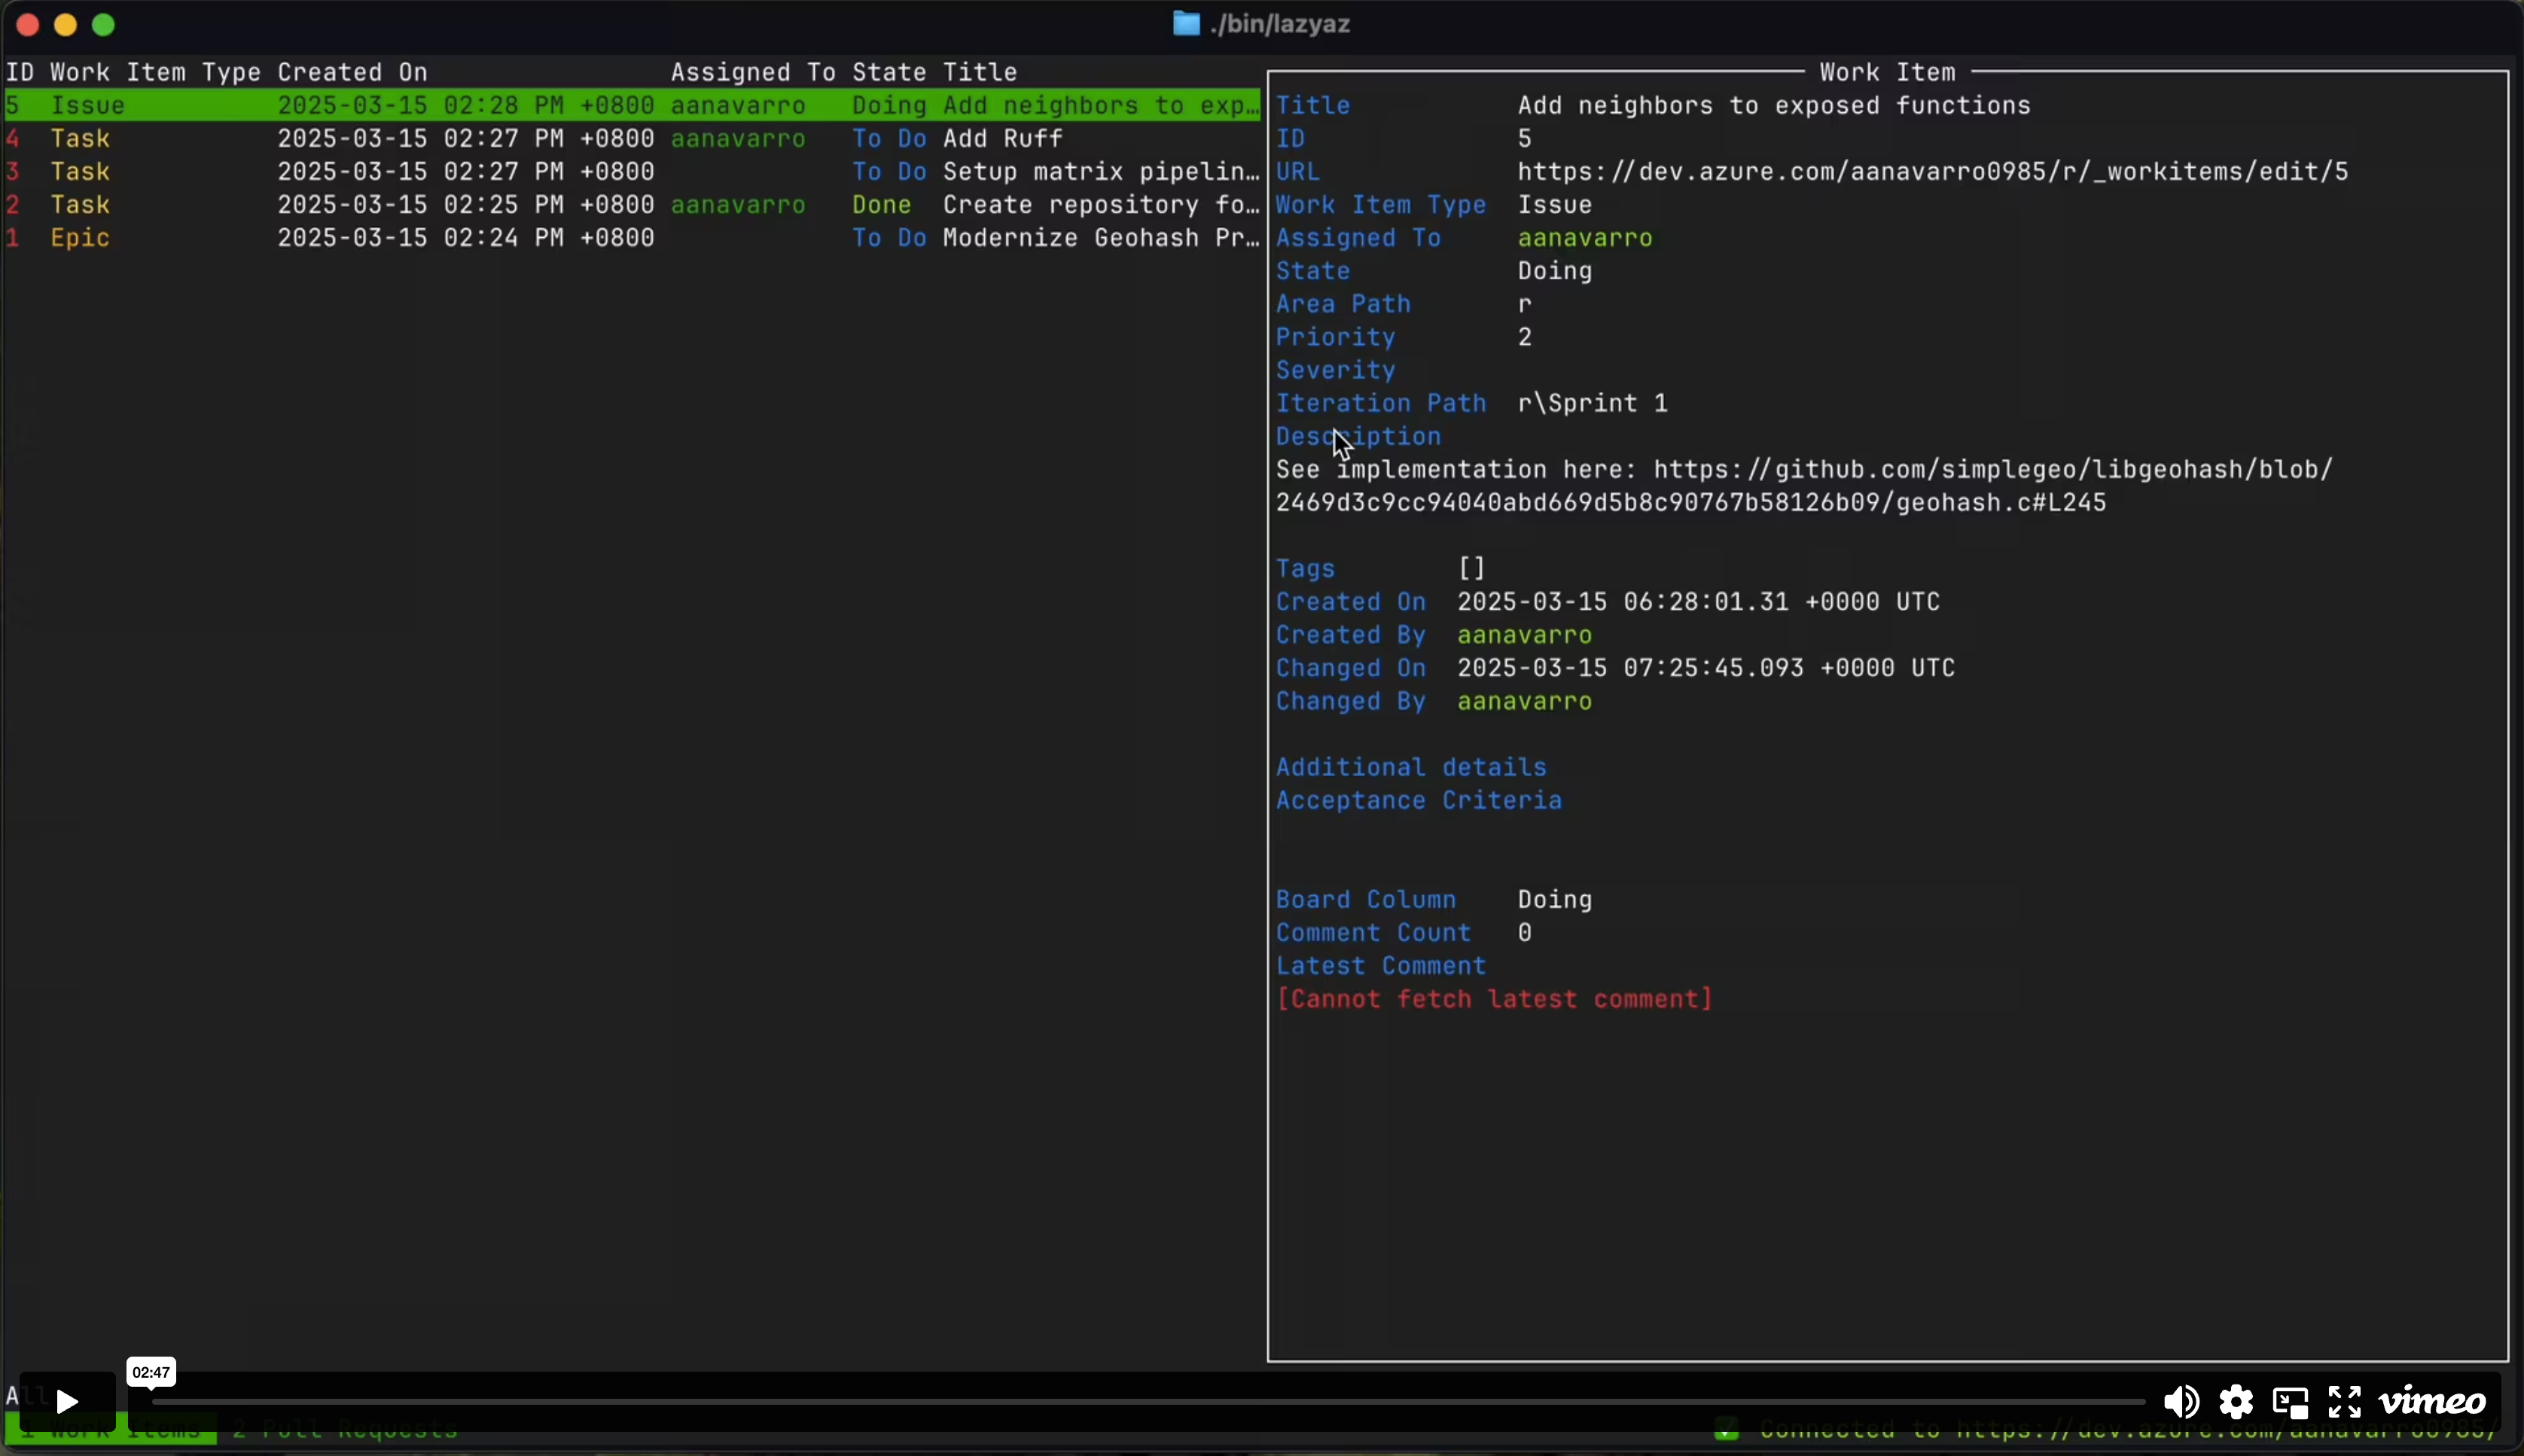 ./bin/lazyaz
ID Work Item Type Created On Assigned To State Title
5 Issue 2025-03-15 02:28 PM +0800 aanavarro Doing Add neighbors to exp…
4 Task 2025-03-15 02:27 PM +0800 aanavarro To Do Add Ruff
3 Task 2025-03-15 02:27 PM +0800 To Do Setup matrix pipelin…
2 Task 2025-03-15 02:25 PM +0800 aanavarro Done Create repository fo…
1 Epic 2025-03-15 02:24 PM +0800 To Do Modernize Geohash Pr…
Work Item
Title Add neighbors to exposed functions
ID 5
URL https://dev.azure.com/aanavarro0985/r/_workitems/edit/5
Work Item Type Issue
Assigned To aanavarro
State Doing
Area Path r
Priority 2
Severity
Iteration Path r\Sprint 1
Description
See implementation here: https://github.com/simplegeo/libgeohash/blob/
2469d3c9cc94040abd669d5b8c90767b58126b09/geohash.c#L245
Tags []
Created On 2025-03-15 06:28:01.31 +0000 UTC
Created By aanavarro
Changed On 2025-03-15 07:25:45.093 +0000 UTC
Changed By aanavarro
Additional details
Acceptance Criteria
Board Column Doing
Comment Count 0
Latest Comment
[Cannot fetch latest comment]
02:47
All
vimeo
1 Work Items 2 Pull Requests Connected to https://dev.azure.com/aanavarro0985/